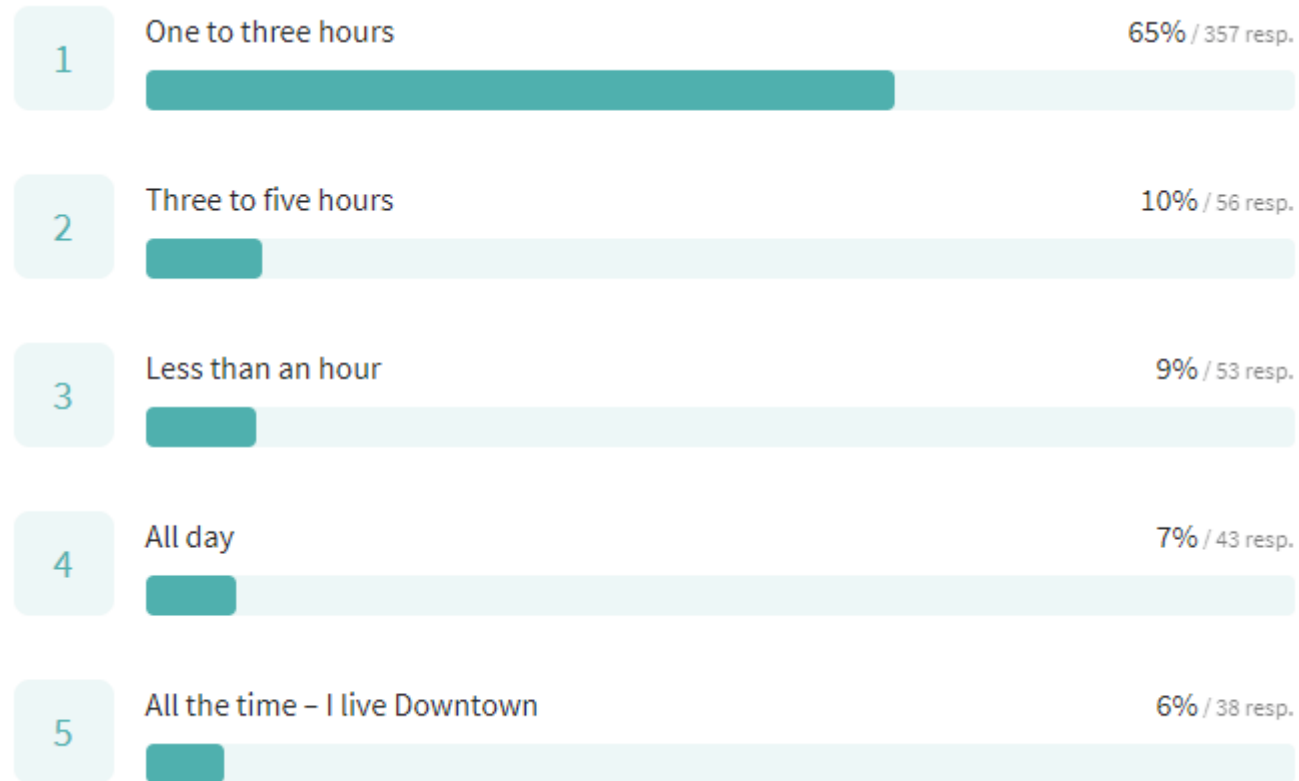 1
One to three hours 65% / 357 resp.
2
Three to five hours 10% / 56 resp.
3
Less than an hour 9% / 53 resp.
4
All day 7% / 43 resp.
5
All the time – I live Downtown 6% / 38 resp.